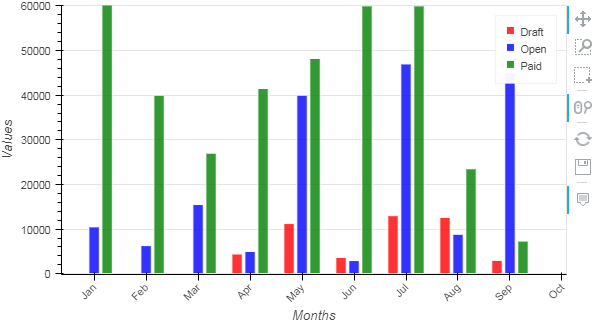 60000
50000
40000
30000
20000
10000
0
Values
Draft
Open
Paid
Jan
Feb
Mar
Apr
May
Jun
Jul
Aug
Sep
Oct
Months